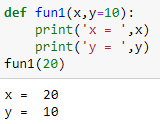 def fun1(x,y=10):
    print('x = ',x)
    print('y = ',y)
fun1(20)
x =  20
y =  10